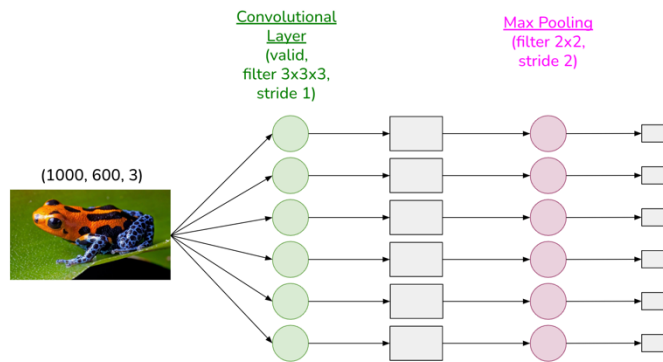 Convolutional
Layer
(valid,
filter 3x3x3,
stride 1)
Max Pooling
(filter 2x2,
stride 2)
(1000, 600, 3)